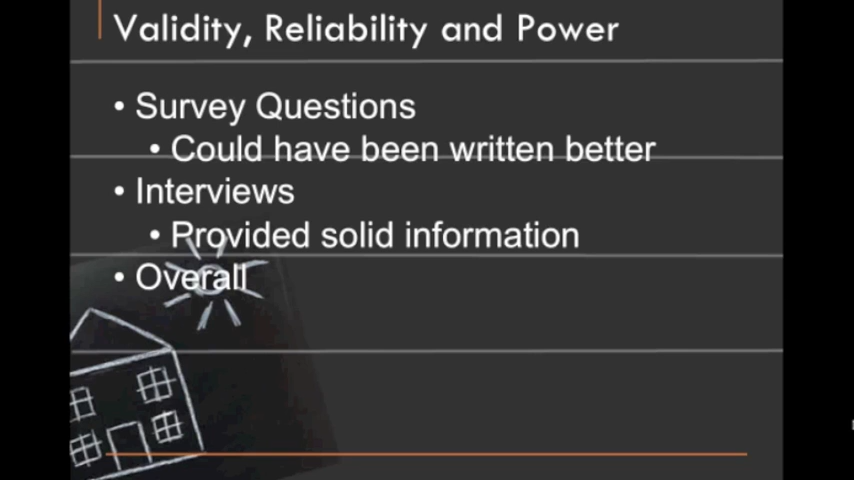 Validity, Reliability and Power
• Survey Questions
• Could have been written better
• Interviews
• Provided solid information
• Overall